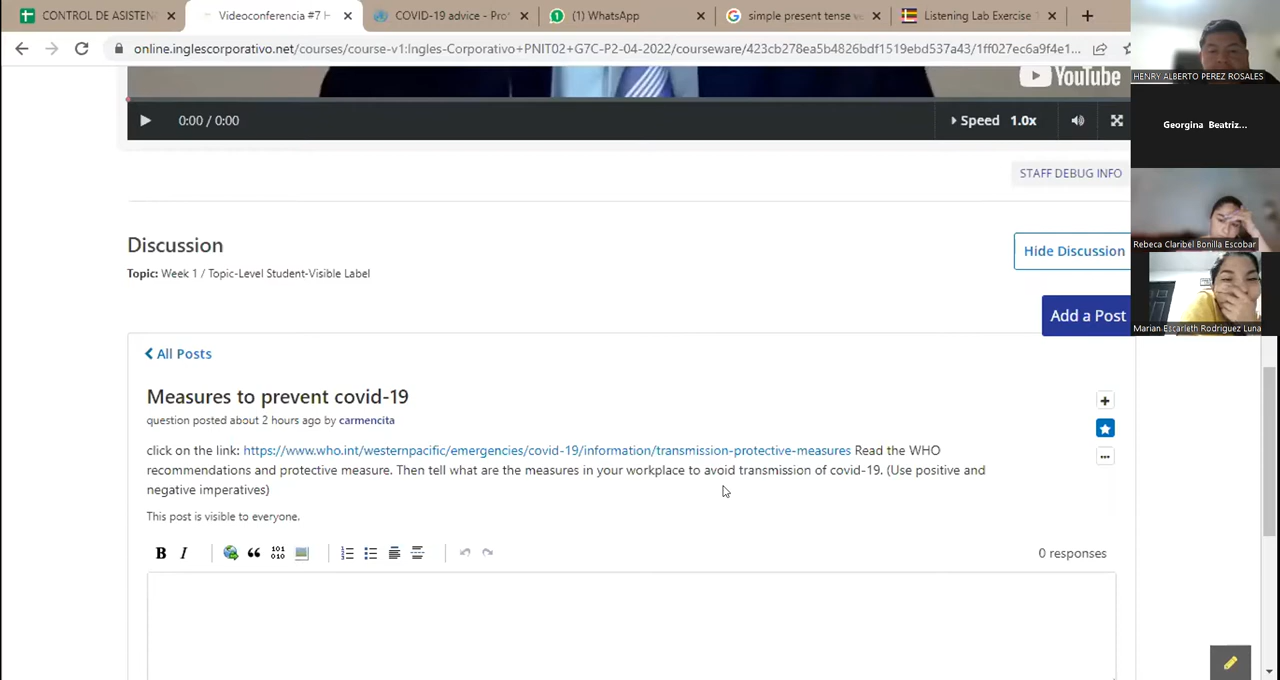 CONTROL DE ASISTEN
Videoconferencia #7 H
COVID-19 advice - Pro
(1) WhatsApp
simple present tense v
Listening Lab Exercise 1
online.inglescorporativo.net/courses/course-v1:Ingles-Corporativo+PNIT02+G7C-P2-04-2022/courseware/423cb278ea5b4826bdf1519ebd537a43/1ff027ec6a9f4e1...
YouTube
0:00 / 0:00
Speed 1.0x
STAFF DEBUG INFO
Discussion
Hide Discussion
Topic: Week 1 / Topic-Level Student-Visible Label
Add a Post
All Posts
Measures to prevent covid-19
question posted about 2 hours ago by carmencita
click on the link: https://www.who.int/westernpacific/emergencies/covid-19/information/transmission-protective-measures Read the WHO
recommendations and protective measure. Then tell what are the measures in your workplace to avoid transmission of covid-19. (Use positive and
negative imperatives)
This post is visible to everyone.
B I
101
010
0 responses
HENRY ALBERTO PEREZ ROSALES
Georgina Beatriz...
Rebeca Claribel Bonilla Escobar
Marian Escarleth Rodriguez Luna